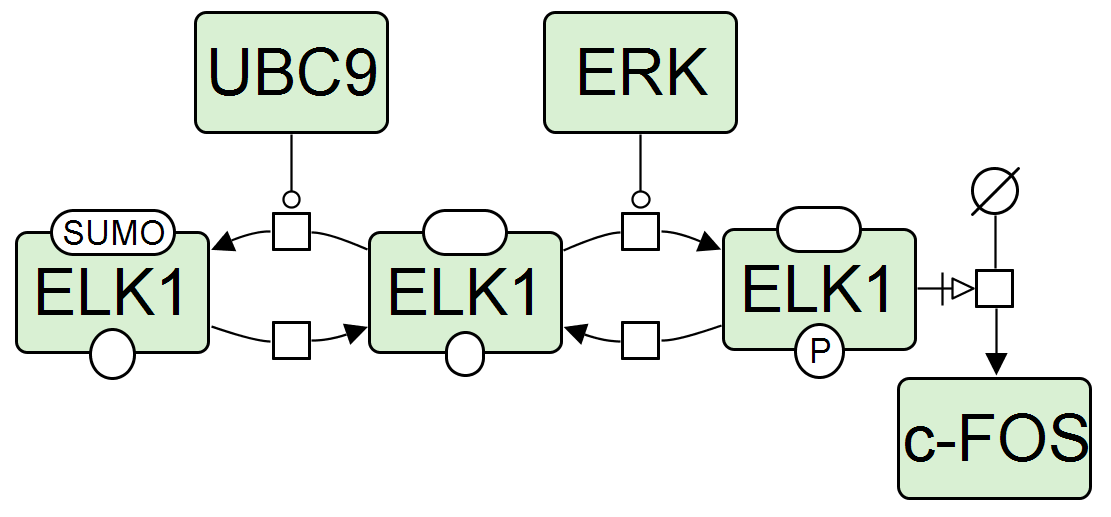 UBC9
ERK
SUMO
ELK1
ELK1
ELK1
P
c-FOS